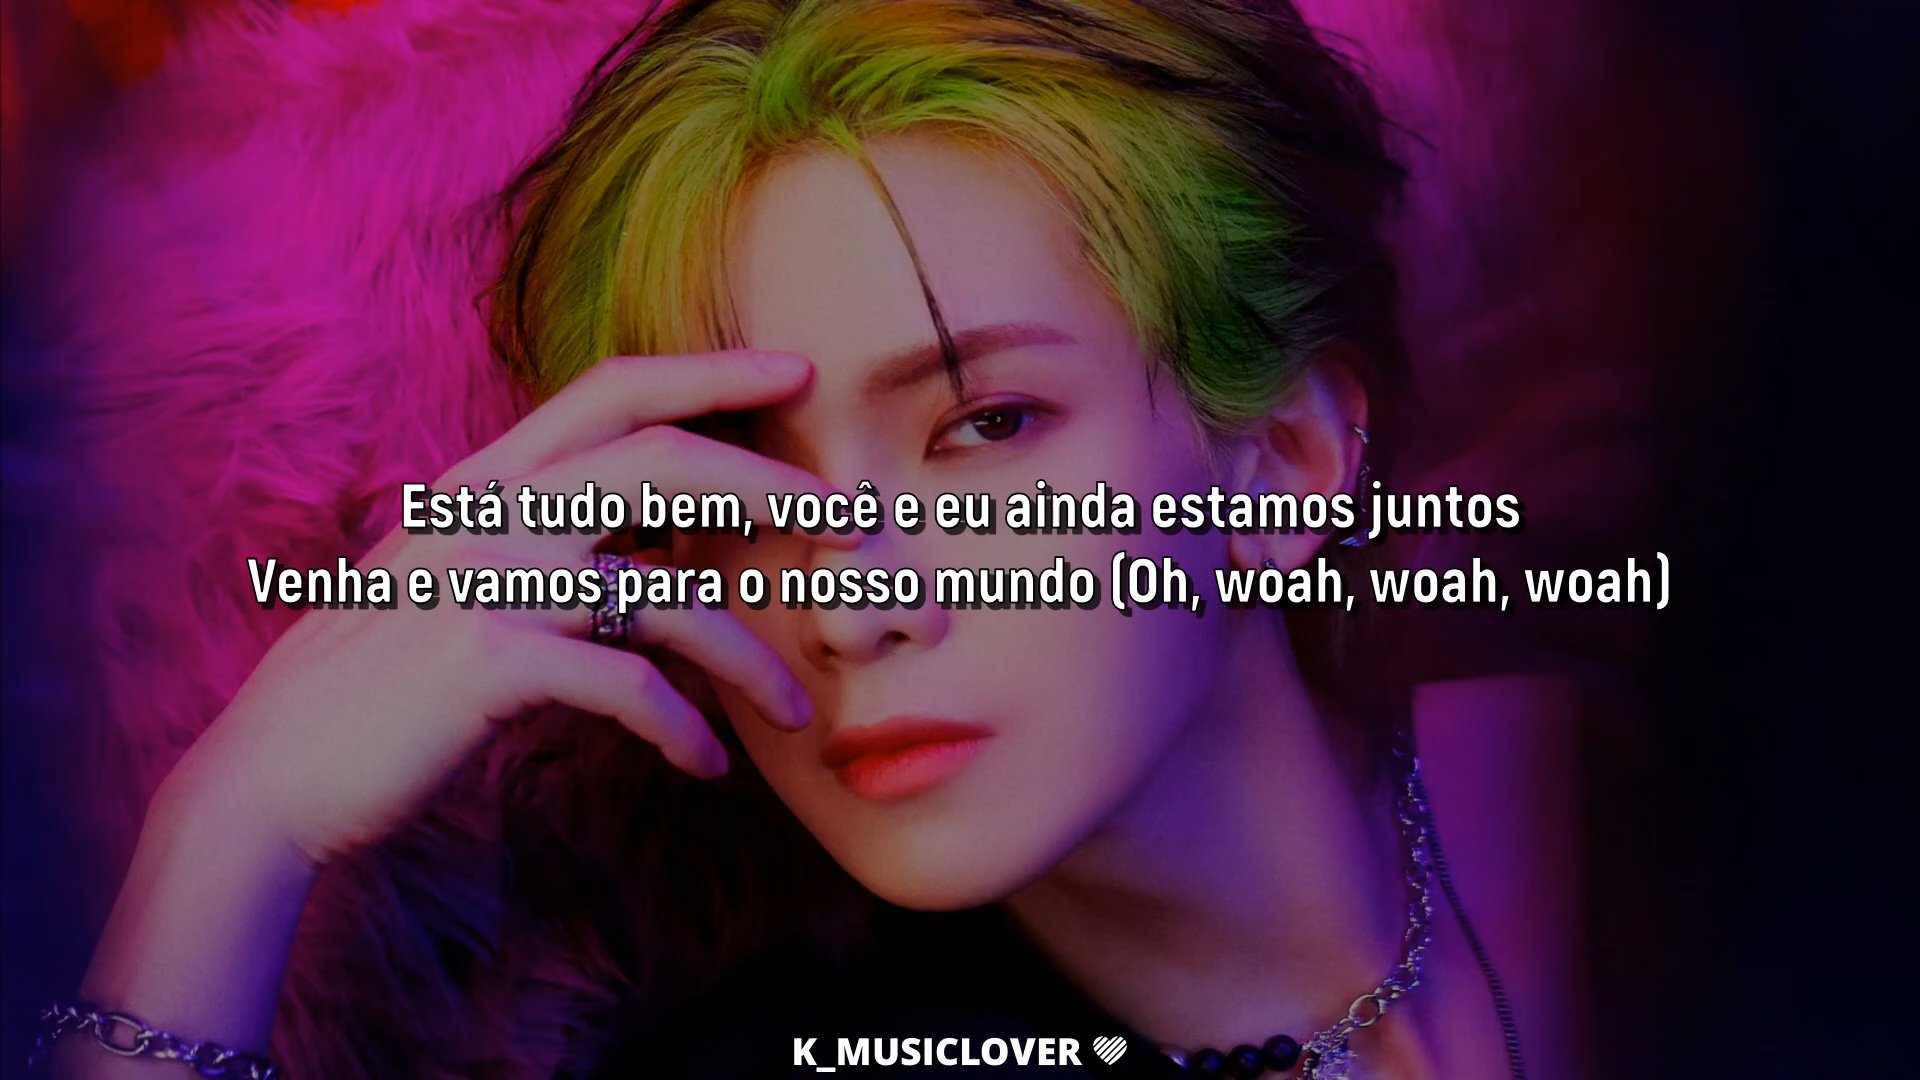 Está tudo bem, você e eu ainda estamos juntos
Venha e vamos para o nosso mundo (Oh, woah, woah, woah)
K_MUSICLOVER